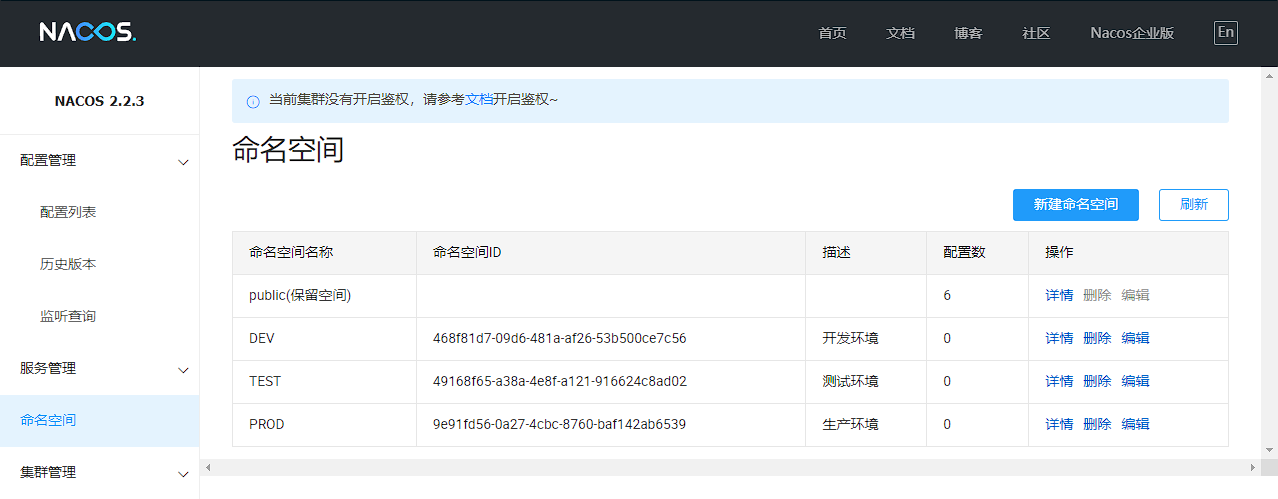 NACOS.
首页 文档 博客 社区 Nacos企业版 En
NACOS 2.2.3
配置管理
配置列表
历史版本
监听查询
服务管理
命名空间
集群管理
当前集群没有开启鉴权，请参考文档开启鉴权~
命名空间
新建命名空间 刷新
命名空间名称 命名空间ID 描述 配置数 操作
public(保留空间) 6 详情 删除 编辑
DEV 468f81d7-09d6-481a-af26-53b500ce7c56 开发环境 0 详情 删除 编辑
TEST 49168f65-a38a-4e8f-a121-916624c8ad02 测试环境 0 详情 删除 编辑
PROD 9e91fd56-0a27-4cbc-8760-baf142ab6539 生产环境 0 详情 删除 编辑